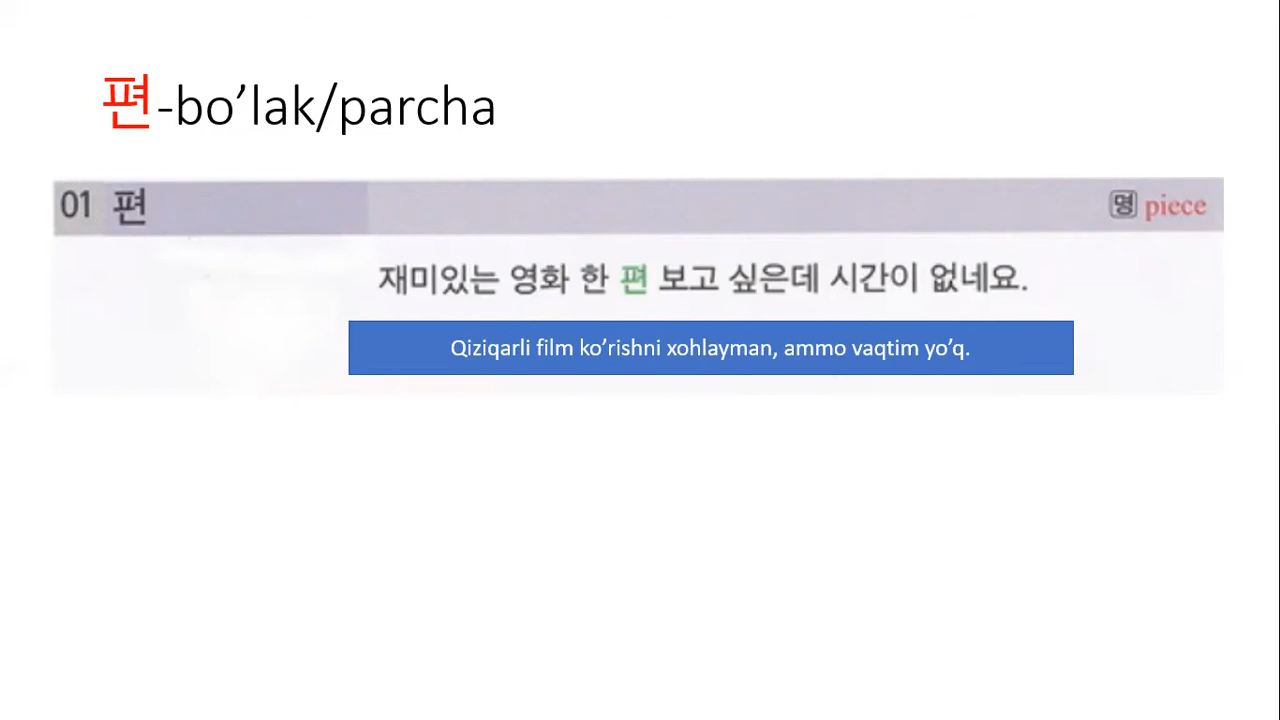 편-bo’lak/parcha
01 편 명 piece
재미있는 영화 한 편 보고 싶은데 시간이 없네요.
Qiziqarli film ko’rishni xohlayman, ammo vaqtim yo’q.